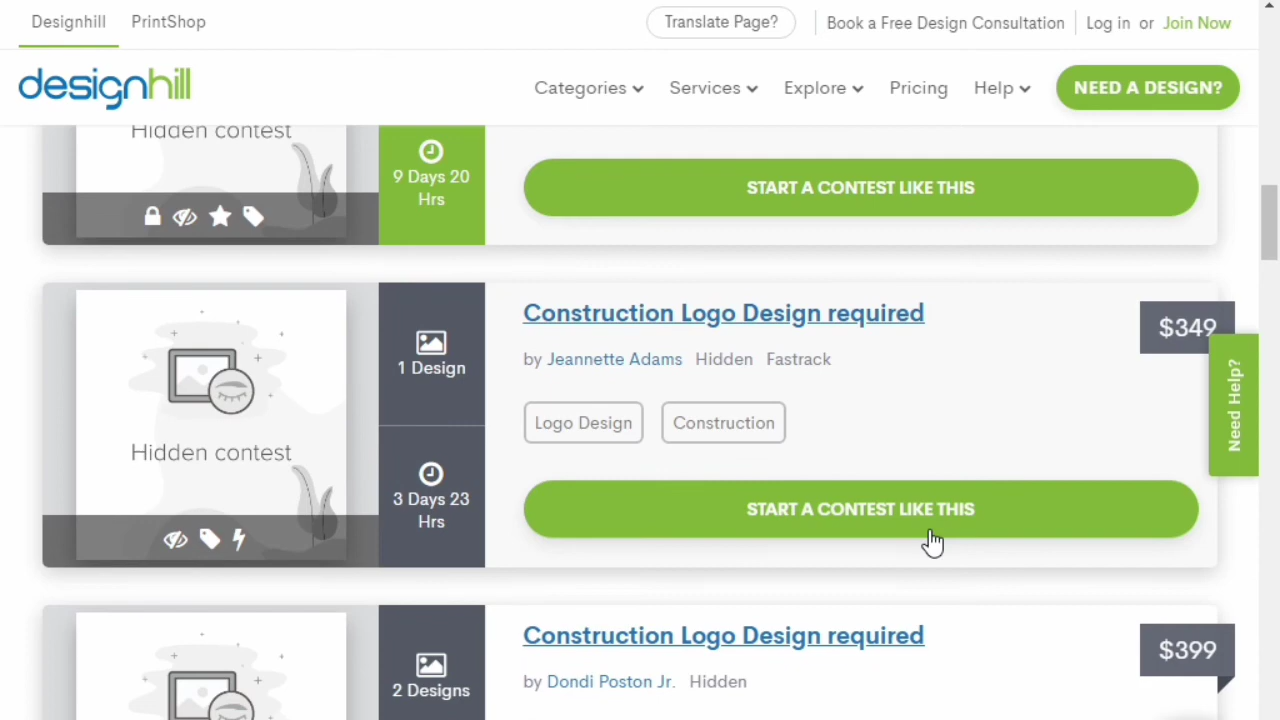 Designhill PrintShop Translate Page? Book a Free Design Consultation Log in or Join Now
designhill Categories Services Explore Pricing Help NEED A DESIGN?
Hidden contest
9 Days 20
Hrs
START A CONTEST LIKE THIS
Construction Logo Design required
$349
1 Design
by Jeannette Adams Hidden Fastrack
Logo Design Construction
Need Help?
Hidden contest
3 Days 23
Hrs
START A CONTEST LIKE THIS
Construction Logo Design required
$399
2 Designs
by Dondi Poston Jr. Hidden